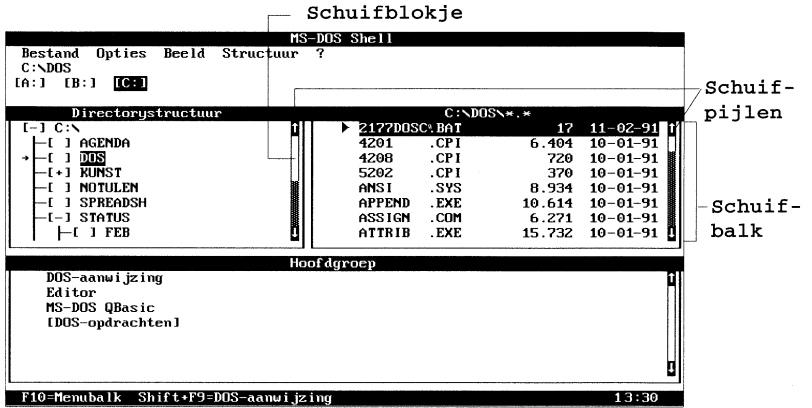 Schuifblokje
MS-DOS Shell
Bestand Opties Beeld Structuur ?
C:\DOS
[A:] [B:] [C:]
Schuif-
pijlen
Directorystructuur
[-] C:\
[ ] AGENDA
[ ] DOS
[+] KUNST
[ ] NOTULEN
[ ] SPREADSH
[-] STATUS
[ ] FEB
C:\DOS\*.*
2177DOSC.BAT 17 11-02-91
4201 .CPI 6.404 10-01-91
4208 .CPI 720 10-01-91
5202 .CPI 370 10-01-91
ANSI .SYS 8.934 10-01-91
APPEND .EXE 10.614 10-01-91
ASSIGN .COM 6.271 10-01-91
ATTRIB .EXE 15.732 10-01-91
Schuif-
balk
Hoofdgroep
DOS-aanwijzing
Editor
MS-DOS QBasic
[DOS-opdrachten]
F10=Menubalk Shift+F9=DOS-aanwijzing 13:30